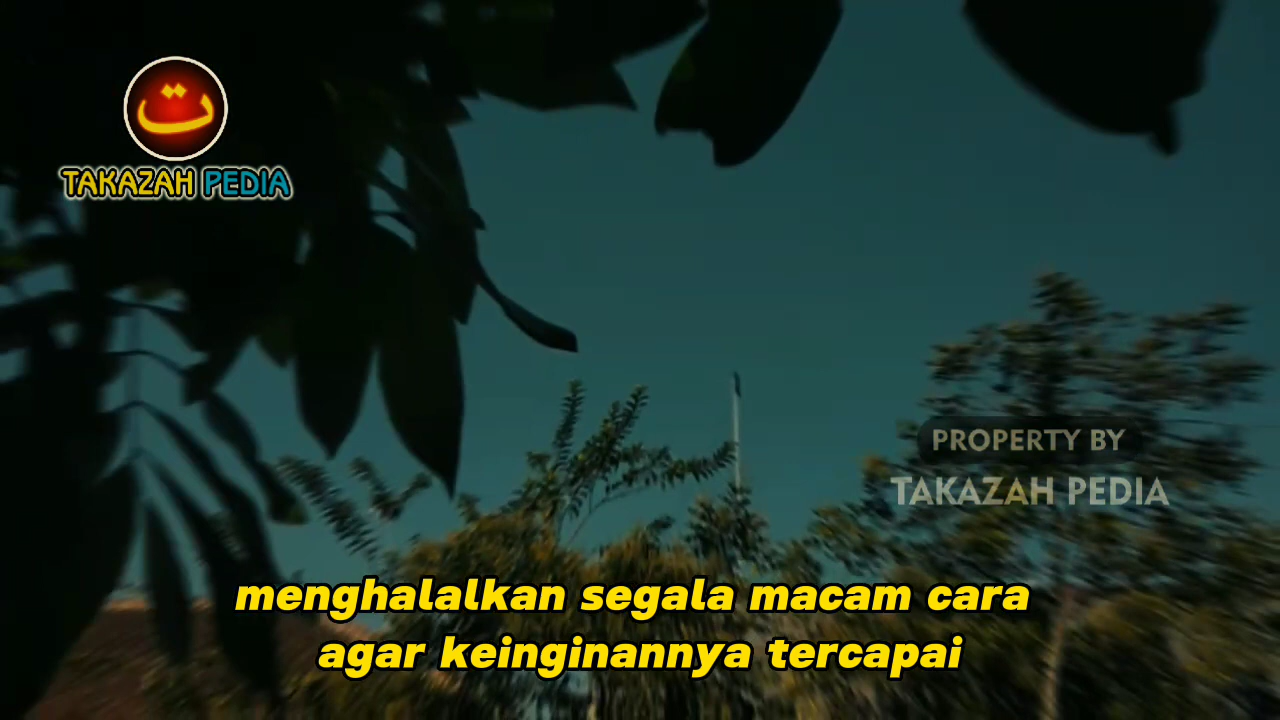 ت
TAKAZAH PEDIA
PROPERTY BY
TAKAZAH PEDIA
menghalalkan segala macam cara
agar keinginannya tercapai